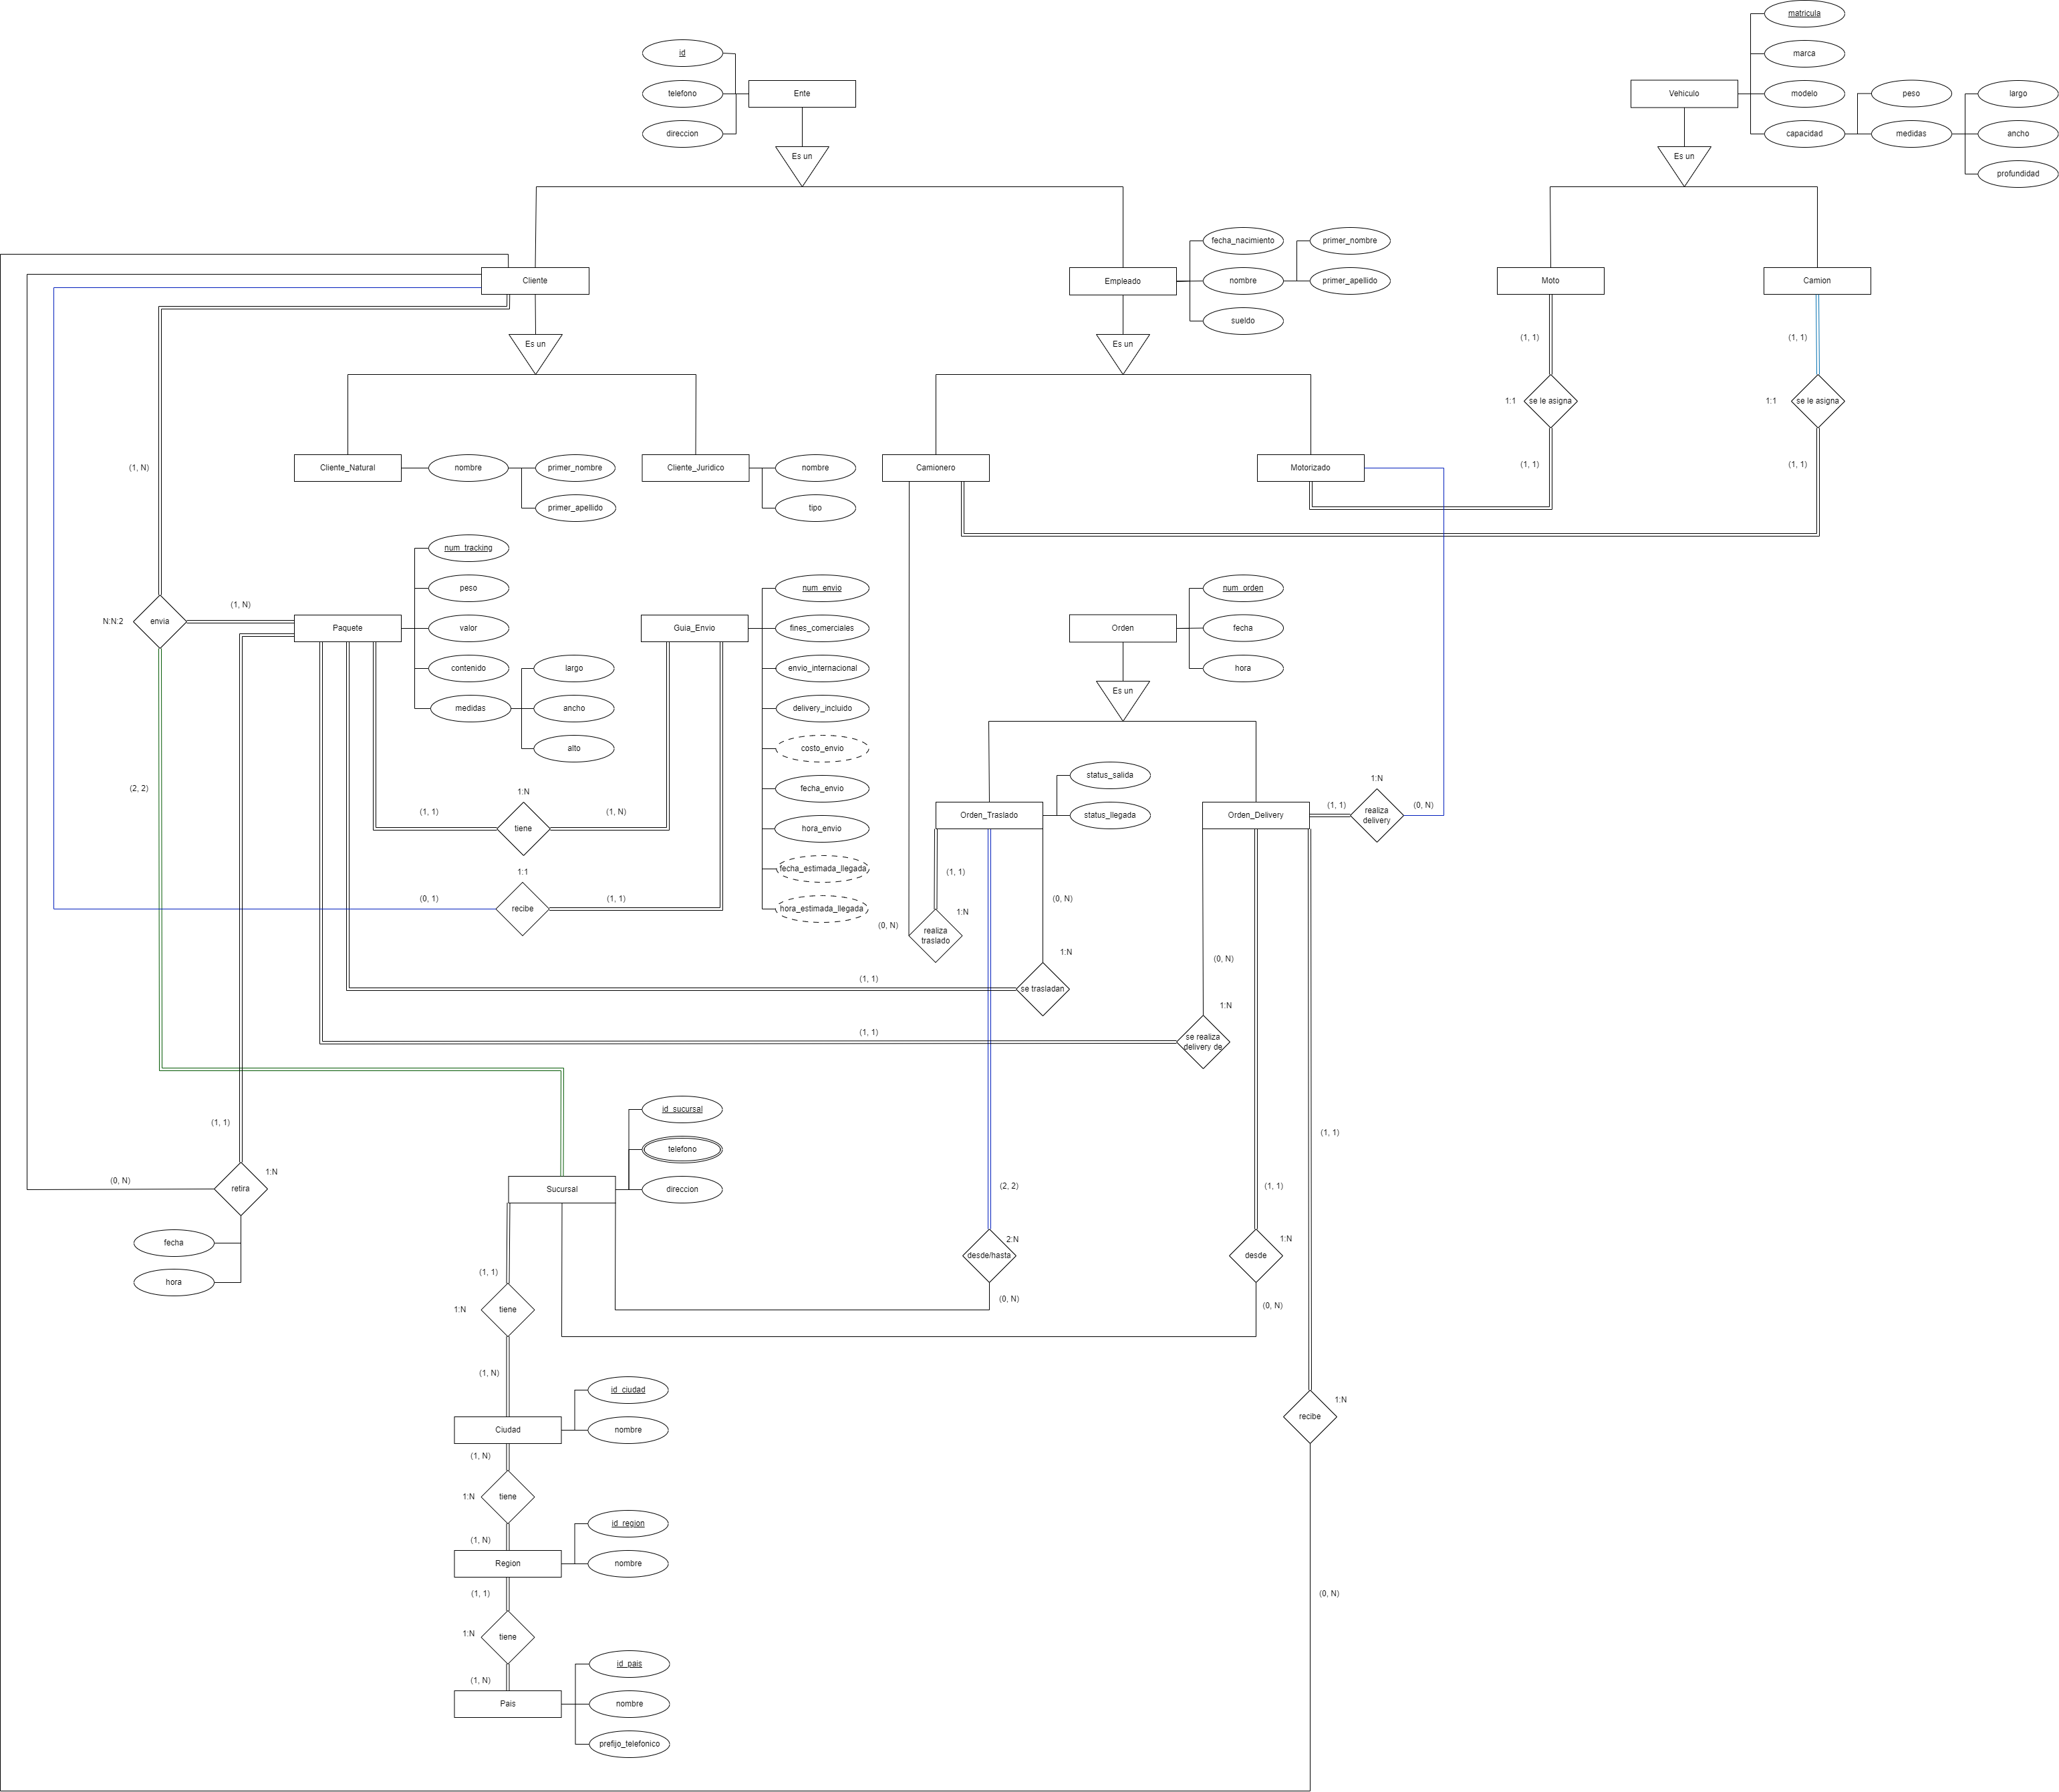 matricula
id
marca
telefono
Ente
Vehiculo
modelo
peso
largo
direccion
capacidad
medidas
ancho
Es un
Es un
profundidad
fecha_nacimiento
primer_nombre
Cliente
Empleado
nombre
primer_apellido
Moto
Camion
sueldo
(1, 1)
(1, 1)
Es un
Es un
1:1
se le asigna
1:1
se le asigna
(1, N)
Cliente_Natural
nombre
primer_nombre
Cliente_Juridico
nombre
Camionero
Motorizado
(1, 1)
(1, 1)
primer_apellido
tipo
num_tracking
peso
num_envio
num_orden
(1, N)
N:N:2
envia
Paquete
valor
Guia_Envio
fines_comerciales
Orden
fecha
contenido
largo
envio_internacional
hora
Es un
medidas
ancho
delivery_incluido
alto
costo_envio
status_salida
1:N
(2, 2)
1:N
fecha_envio
(1, 1)
(1, N)
(1, 1)
(0, N)
Orden_Traslado
status_llegada
Orden_Delivery
realiza
delivery
tiene
hora_envio
1:1
fecha_estimada_llegada
(1, 1)
(0, 1)
(1, 1)
(0, N)
recibe
hora_estimada_llegada
1:N
(0, N)
realiza
traslado
1:N
(0, N)
(1, 1)
se trasladan
1:N
(1, 1)
se realiza
delivery de
id_sucursal
(1, 1)
(1, 1)
telefono
1:N
(0, N)
retira
Sucursal
direccion
(2, 2)
(1, 1)
fecha
2:N
1:N
desde/hasta
desde
(1, 1)
hora
(0, N)
(0, N)
1:N
tiene
(1, N)
id_ciudad
1:N
recibe
Ciudad
nombre
(1, N)
1:N
tiene
id_region
(1, N)
Region
nombre
(1, 1)
(0, N)
1:N
tiene
id_pais
(1, N)
Pais
nombre
prefijo_telefonico